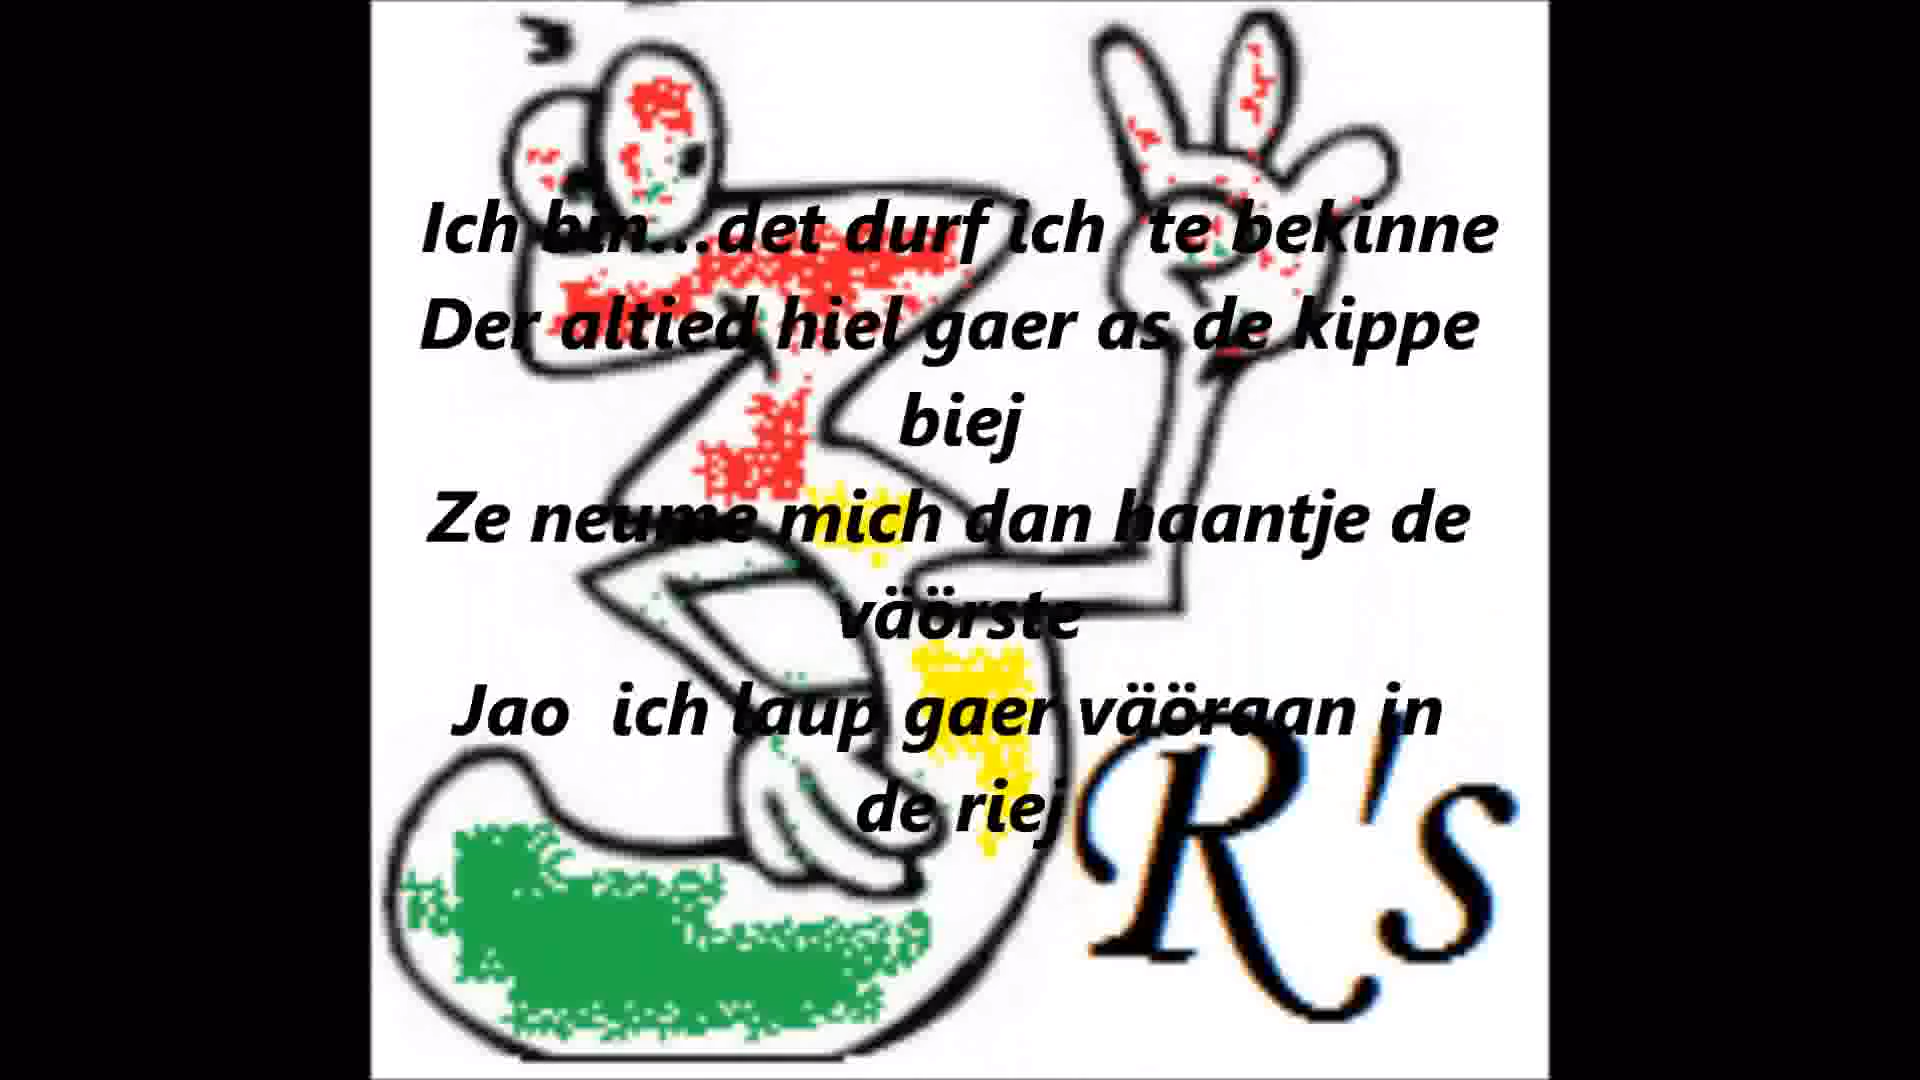 Ich bin...det durf ich te bekinne
Der altied hiel gaer as de kippe
biej
Ze neume mich dan haantje de
väörste
Jao ich laup gaer väöraan in
de riej
R's